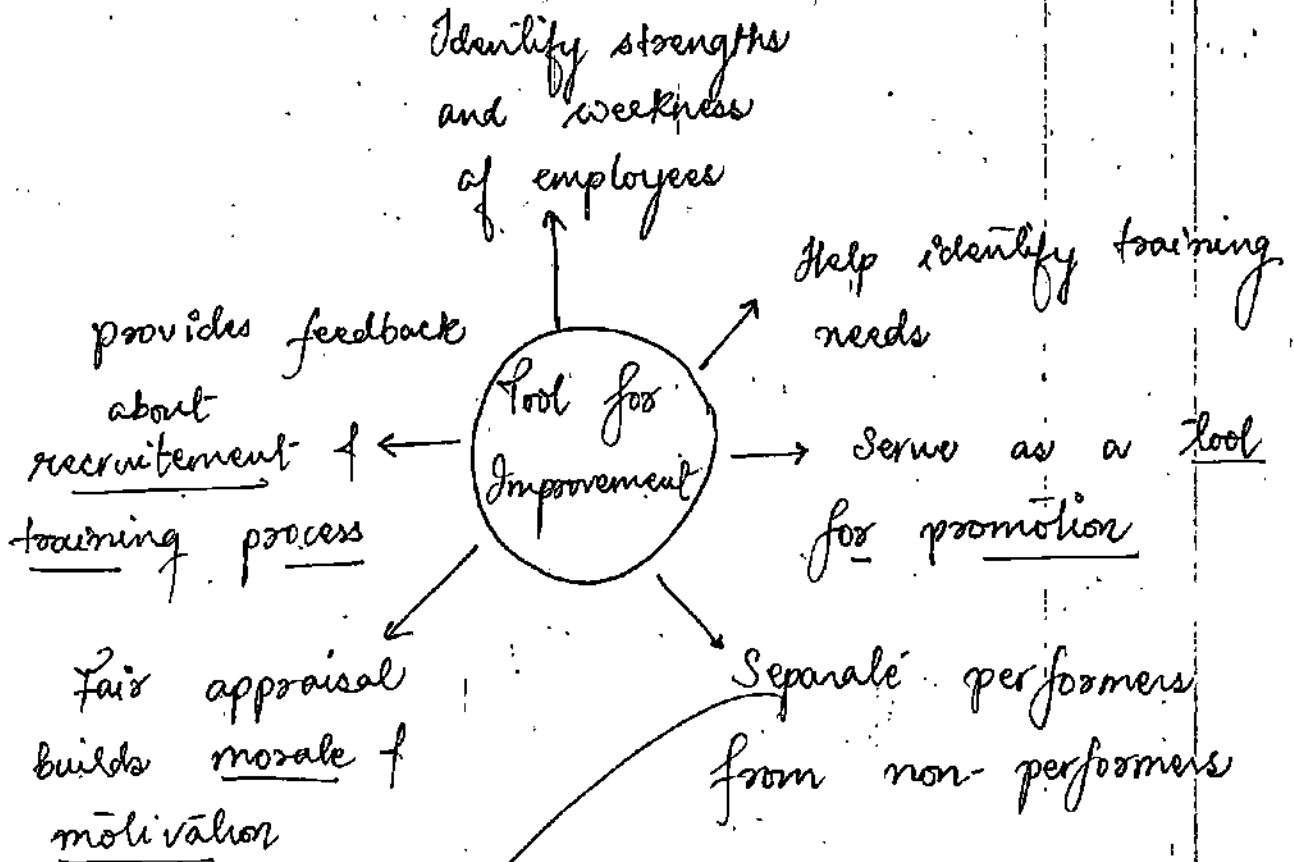 Identify strengths
and weekness
of employees
Help identify training
needs
provides feedback
about
recruitement &
training process
Tool for
Improvement
Serve as a tool
for promotion
Fair appraisal
builds morale &
motivation
Separate performers
from non-performers